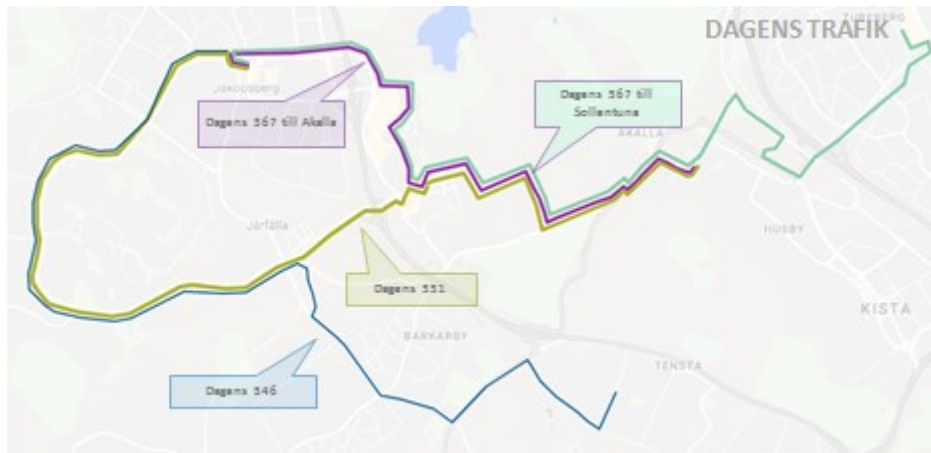 DAGENS TRAFIK
TUREBERG
Jakobsberg
Dagens 567 till Akalla
Dagens 567 till
Sollentuna
AKALLA
Järfälla
HUSBY
Dagens 551
KISTA
BARKARBY
TENSTA
Dagens 546